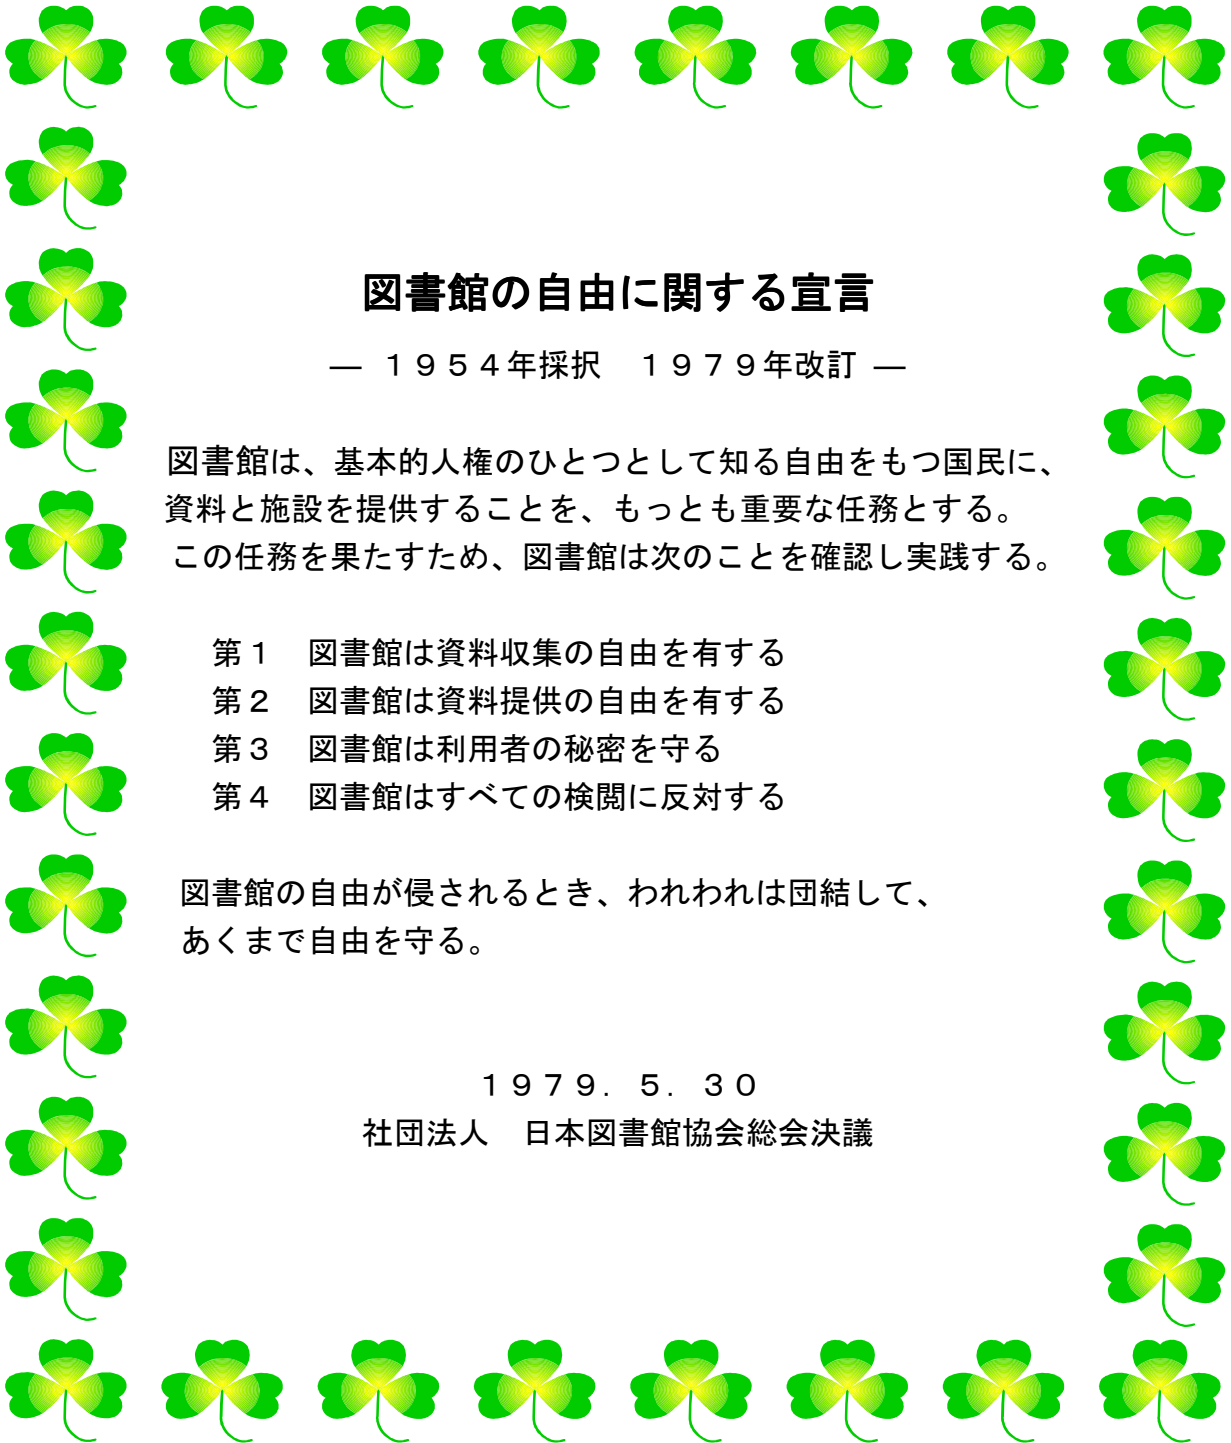 図書館の自由に関する宣言
― １９５４年採択　１９７９年改訂 ―
図書館は、基本的人権のひとつとして知る自由をもつ国民に、
資料と施設を提供することを、もっとも重要な任務とする。
この任務を果たすため、図書館は次のことを確認し実践する。
第１　図書館は資料収集の自由を有する
第２　図書館は資料提供の自由を有する
第３　図書館は利用者の秘密を守る
第４　図書館はすべての検閲に反対する
図書館の自由が侵されるとき、われわれは団結して、
あくまで自由を守る。
１９７９．５．３０
社団法人　日本図書館協会総会決議